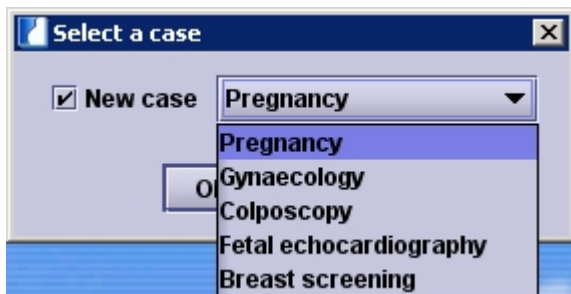 Select a case
New case Pregnancy
Pregnancy
Gynaecology
Colposcopy
Fetal echocardiography
Breast screening